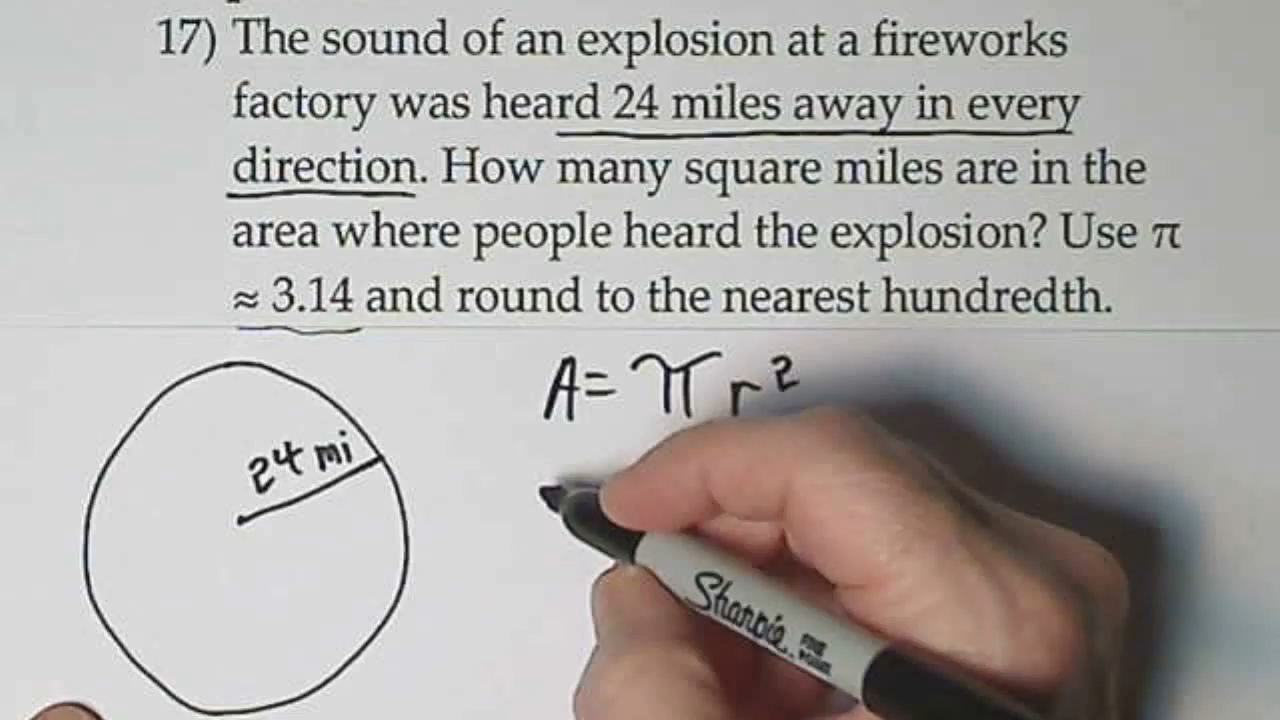 17) The sound of an explosion at a fireworks
factory was heard 24 miles away in every
direction. How many square miles are in the
area where people heard the explosion? Use π
≈ 3.14 and round to the nearest hundredth.
A = π r²
24 mi
Sharpie.
FINE
POINT